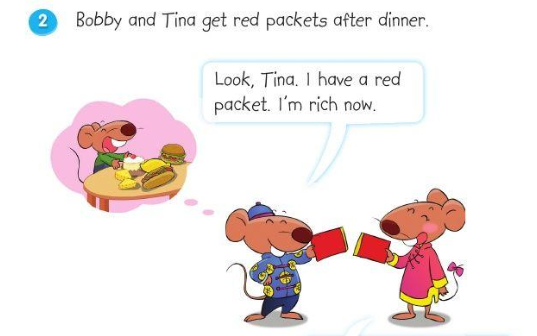 2 Bobby and Tina get red packets after dinner.
Look, Tina. I have a red
packet. I'm rich now.